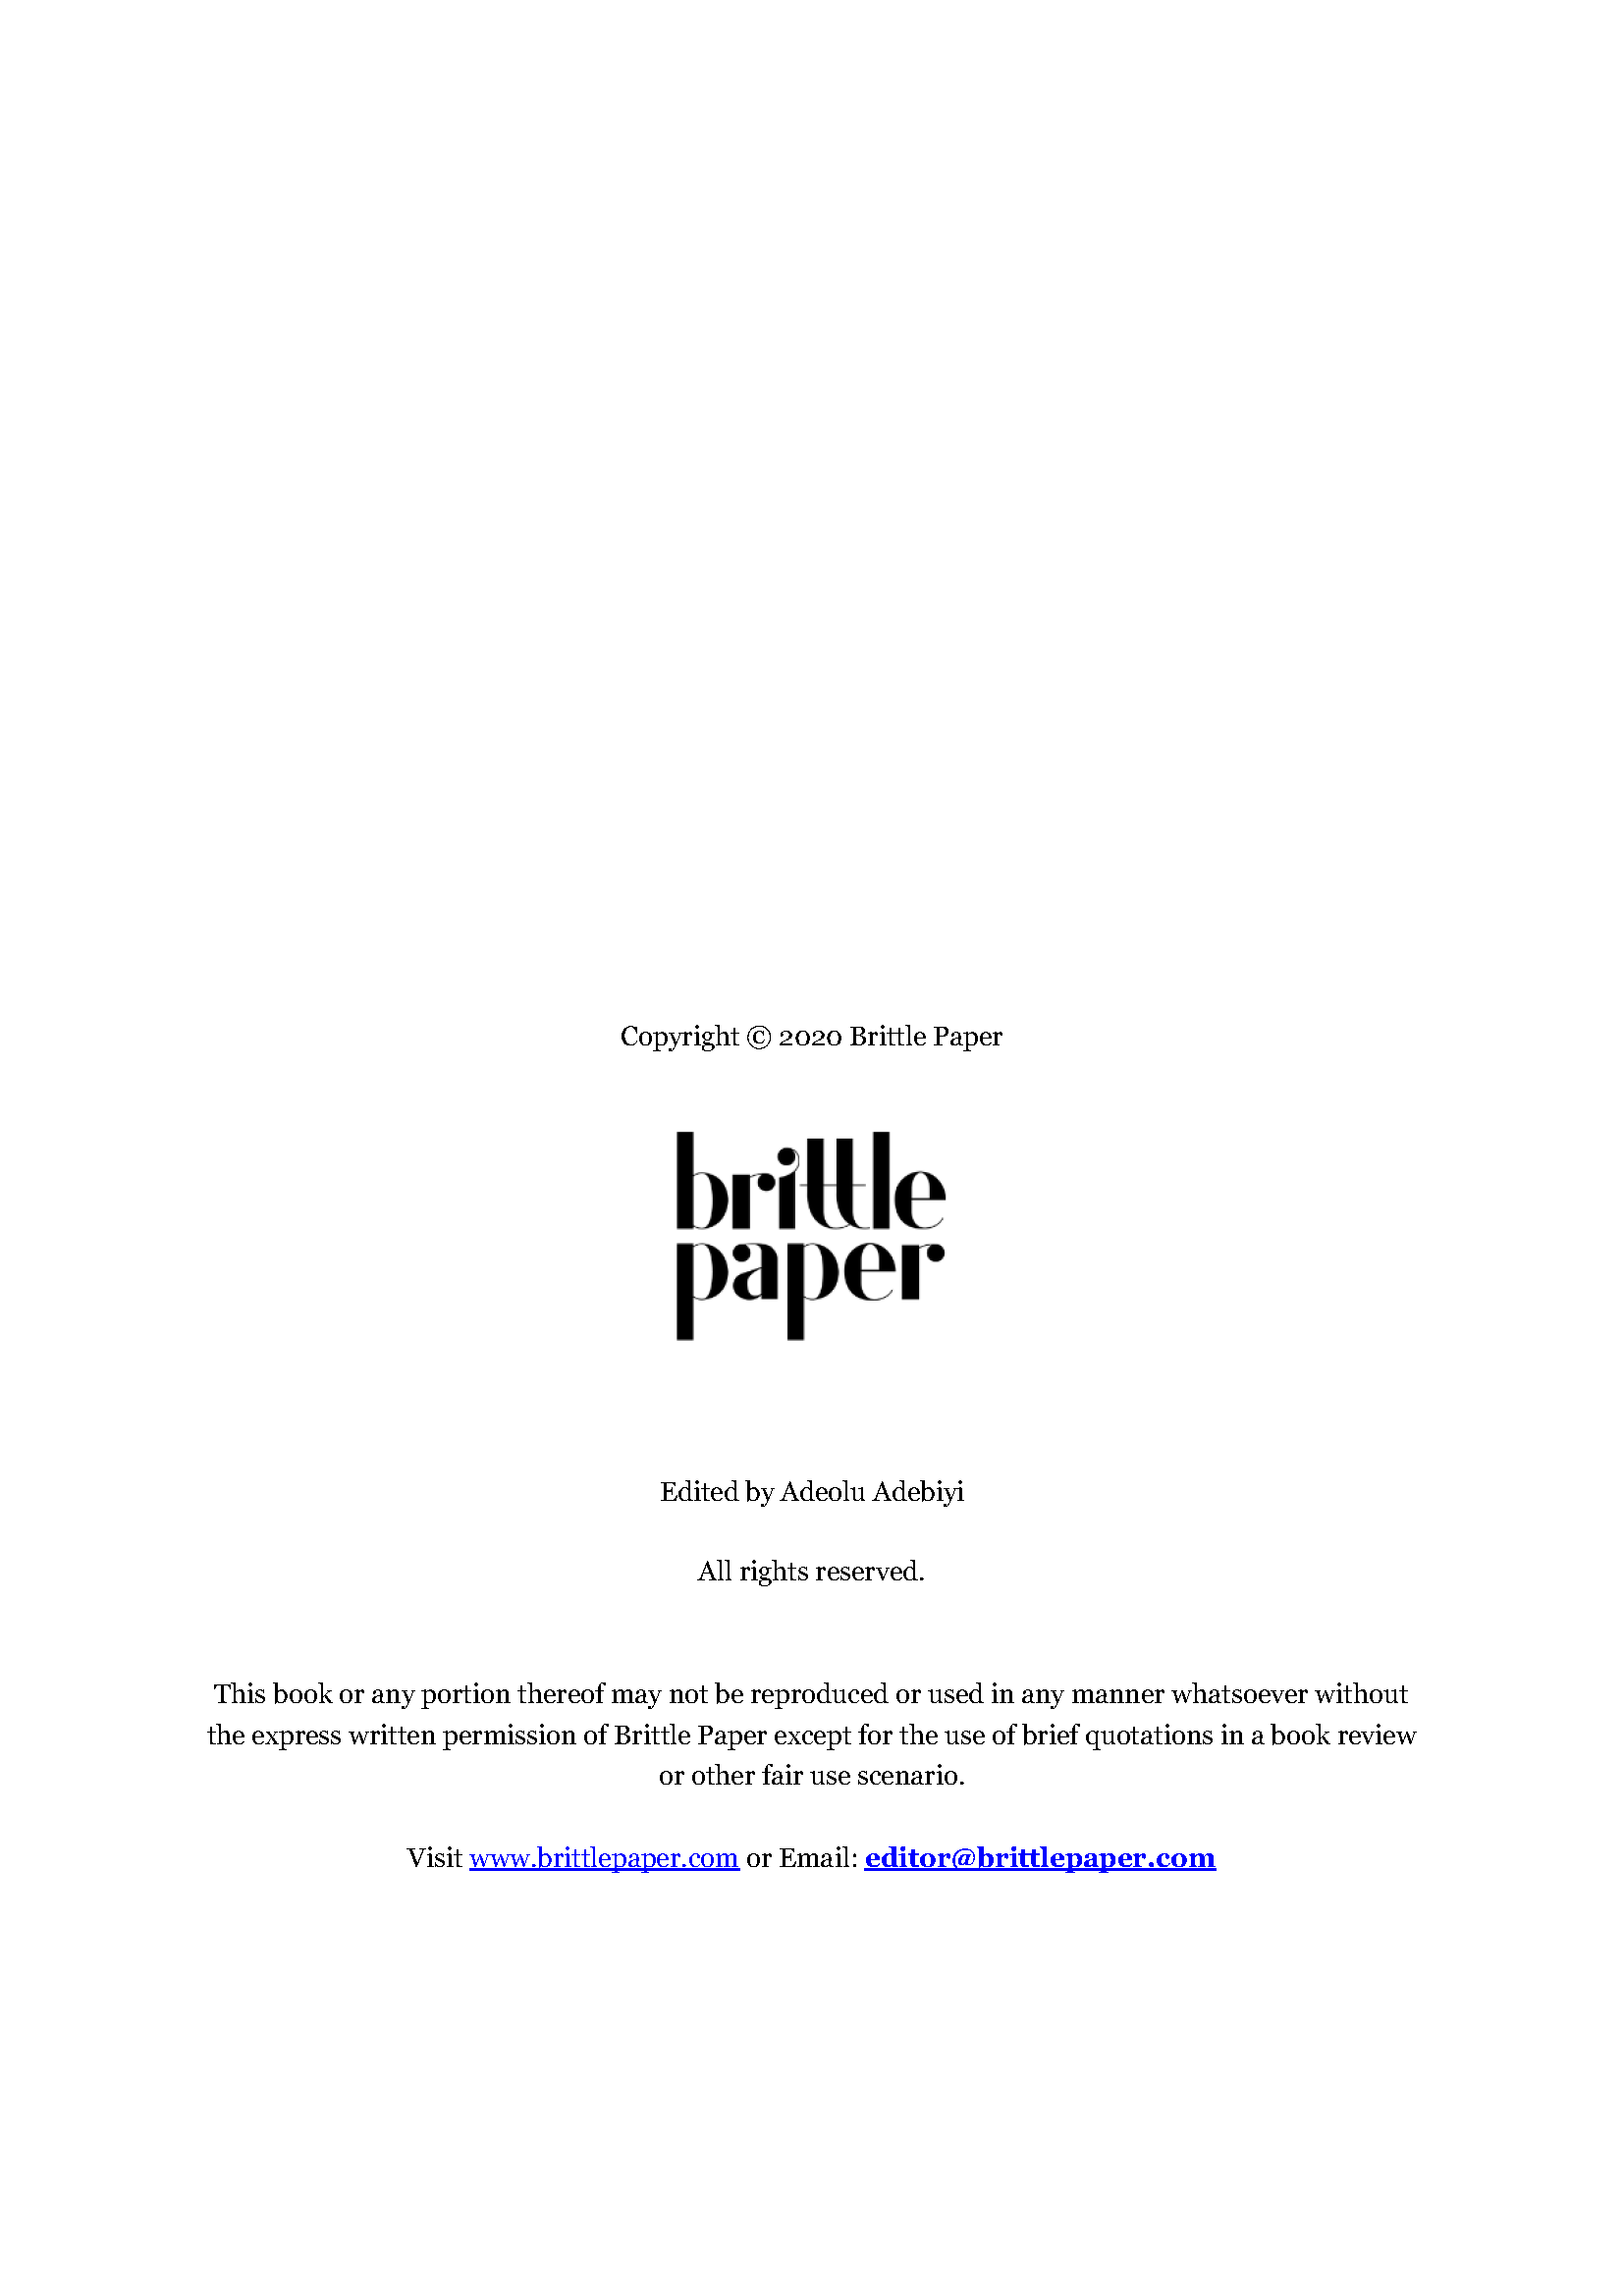 Copyright © 2020 Brittle Paper
brittle
paper
Edited by Adeolu Adebiyi
All rights reserved.
This book or any portion thereof may not be reproduced or used in any manner whatsoever without
the express written permission of Brittle Paper except for the use of brief quotations in a book review
or other fair use scenario.
Visit www.brittlepaper.com or Email: editor@brittlepaper.com